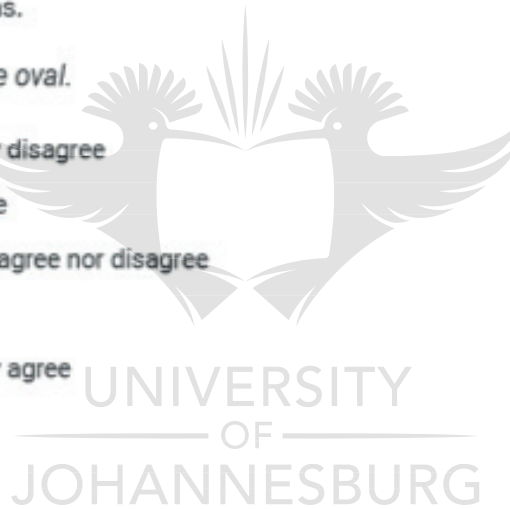 s.
e oval.
disagree
e
agree nor disagree
agree
UNIVERSITY
OF
JOHANNESBURG